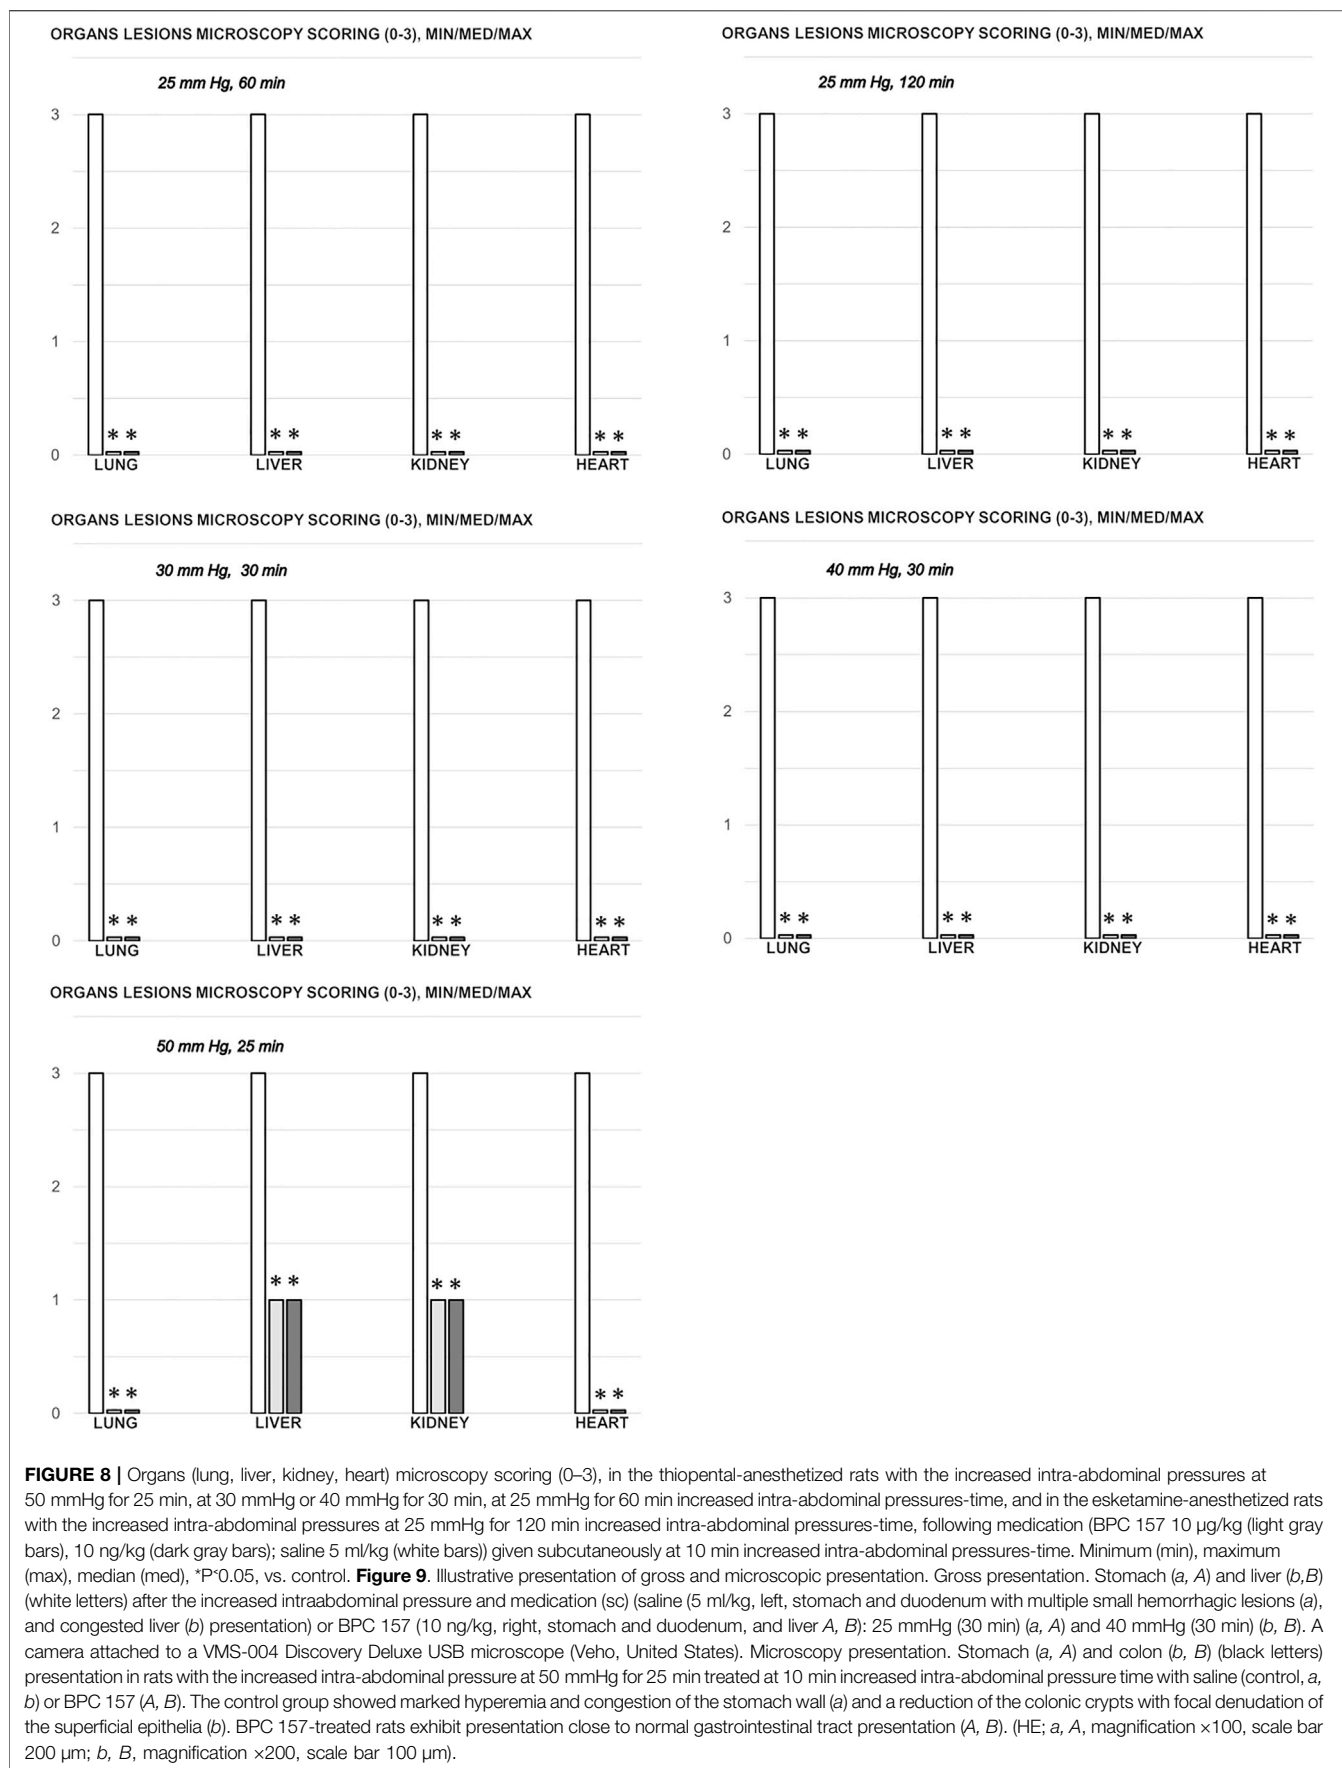 ORGANS LESIONS MICROSCOPY SCORING (0-3), MIN/MED/MAX
25 mm Hg, 60 min
3
2
1
0
* * * * * * * *
LUNG LIVER KIDNEY HEART
ORGANS LESIONS MICROSCOPY SCORING (0-3), MIN/MED/MAX
25 mm Hg, 120 min
3
2
1
0
* * * * * * * *
LUNG LIVER KIDNEY HEART
ORGANS LESIONS MICROSCOPY SCORING (0-3), MIN/MED/MAX
30 mm Hg, 30 min
3
2
1
0
* * * * * * * *
LUNG LIVER KIDNEY HEART
ORGANS LESIONS MICROSCOPY SCORING (0-3), MIN/MED/MAX
40 mm Hg, 30 min
3
2
1
0
* * * * * * * *
LUNG LIVER KIDNEY HEART
ORGANS LESIONS MICROSCOPY SCORING (0-3), MIN/MED/MAX
50 mm Hg, 25 min
3
2
1
0
* * * * * * * *
LUNG LIVER KIDNEY HEART
FIGURE 8 | Organs (lung, liver, kidney, heart) microscopy scoring (0–3), in the thiopental-anesthetized rats with the increased intra-abdominal pressures at
50 mmHg for 25 min, at 30 mmHg or 40 mmHg for 30 min, at 25 mmHg for 60 min increased intra-abdominal pressures-time, and in the esketamine-anesthetized rats
with the increased intra-abdominal pressures at 25 mmHg for 120 min increased intra-abdominal pressures-time, following medication (BPC 157 10 µg/kg (light gray
bars), 10 ng/kg (dark gray bars); saline 5 ml/kg (white bars)) given subcutaneously at 10 min increased intra-abdominal pressures-time. Minimum (min), maximum
(max), median (med), *P<0.05, vs. control. Figure 9. Illustrative presentation of gross and microscopic presentation. Gross presentation. Stomach (a, A) and liver (b,B)
(white letters) after the increased intraabdominal pressure and medication (sc) (saline (5 ml/kg, left, stomach and duodenum with multiple small hemorrhagic lesions (a),
and congested liver (b) presentation) or BPC 157 (10 ng/kg, right, stomach and duodenum, and liver A, B): 25 mmHg (30 min) (a, A) and 40 mmHg (30 min) (b, B). A
camera attached to a VMS-004 Discovery Deluxe USB microscope (Veho, United States). Microscopy presentation. Stomach (a, A) and colon (b, B) (black letters)
presentation in rats with the increased intra-abdominal pressure at 50 mmHg for 25 min treated at 10 min increased intra-abdominal pressure time with saline (control, a,
b) or BPC 157 (A, B). The control group showed marked hyperemia and congestion of the stomach wall (a) and a reduction of the colonic crypts with focal denudation of
the superficial epithelia (b). BPC 157-treated rats exhibit presentation close to normal gastrointestinal tract presentation (A, B). (HE; a, A, magnification ×100, scale bar
200 µm; b, B, magnification ×200, scale bar 100 µm).